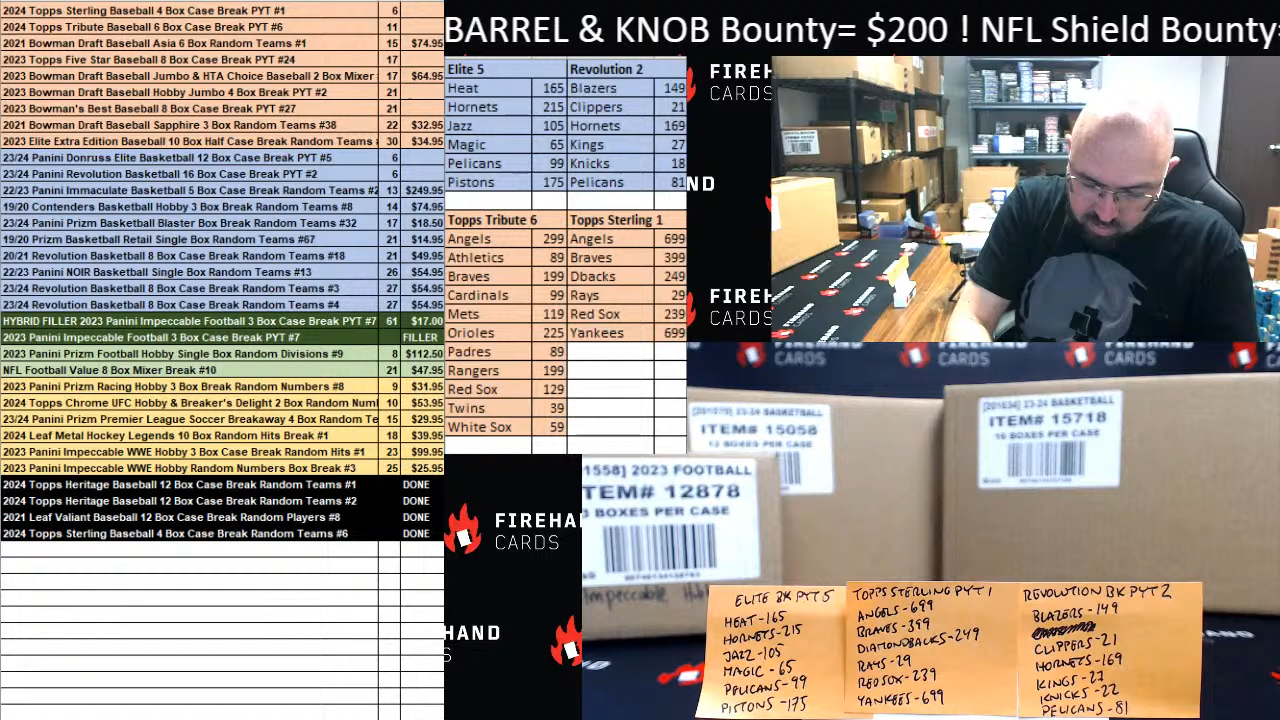 2024 Topps Sterling Baseball 4 Box Case Break PYT #1 6
2024 Topps Tribute Baseball 6 Box Case Break PYT #6 11
2021 Bowman Draft Baseball Asia 6 Box Random Teams #1 15 $74.95
2023 Topps Five Star Baseball 8 Box Case Break PYT #24 17
2023 Bowman Draft Baseball Jumbo & HTA Choice Baseball 2 Box Mixer 17 $64.95
2023 Bowman Draft Baseball Hobby Jumbo 4 Box Break PYT #2 21
2023 Bowman's Best Baseball 8 Box Case Break PYT #27 21
2021 Bowman Draft Baseball Sapphire 3 Box Random Teams #38 22 $32.95
2023 Elite Extra Edition Baseball 10 Box Half Case Break Random Teams 30 $34.95
23/24 Panini Donruss Elite Basketball 12 Box Case Break PYT #5 6
23/24 Panini Revolution Basketball 16 Box Case Break PYT #2 6
22/23 Panini Immaculate Basketball 5 Box Case Break Random Teams #2 13 $249.95
19/20 Contenders Basketball Hobby 3 Box Break Random Teams #8 14 $74.95
23/24 Panini Prizm Basketball Blaster Box Break Random Teams #32 17 $18.50
19/20 Prizm Basketball Retail Single Box Random Teams #67 21 $14.95
20/21 Revolution Basketball 8 Box Case Break Random Teams #18 21 $49.95
22/23 Panini NOIR Basketball Single Box Random Teams #13 26 $54.95
23/24 Revolution Basketball 8 Box Case Break Random Teams #3 27 $54.95
23/24 Revolution Basketball 8 Box Case Break Random Teams #4 27 $54.95
HYBRID FILLER 2023 Panini Impeccable Football 3 Box Case Break PYT #7 61 $17.00
2023 Panini Impeccable Football 3 Box Case Break PYT #7 FILLER
2023 Panini Prizm Football Hobby Single Box Random Divisions #9 8 $112.50
NFL Football Value 8 Box Mixer Break #10 21 $47.95
2023 Panini Prizm Racing Hobby 3 Box Break Random Numbers #8 9 $31.95
2024 Topps Chrome UFC Hobby & Breaker's Delight 2 Box Random Numl 10 $53.95
23/24 Panini Prizm Premier League Soccer Breakaway 4 Box Random Te 15 $29.95
2024 Leaf Metal Hockey Legends 10 Box Random Hits Break #1 18 $39.95
2023 Panini Impeccable WWE Hobby 3 Box Case Break Random Hits #1 23 $99.95
2023 Panini Impeccable WWE Hobby Random Numbers Box Break #3 25 $25.95
2024 Topps Heritage Baseball 12 Box Case Break Random Teams #1 DONE
2024 Topps Heritage Baseball 12 Box Case Break Random Teams #2 DONE
2021 Leaf Valiant Baseball 12 Box Case Break Random Players #8 DONE
2024 Topps Sterling Baseball 4 Box Case Break Random Teams #6 DONE
BARREL & KNOB Bounty= $200 ! NFL Shield Bounty=
Elite 5 Revolution 2
Heat 165 Blazers 149
Hornets 215 Clippers 21
Jazz 105 Hornets 169
Magic 65 Kings 27
Pelicans 99 Knicks 18
Pistons 175 Pelicans 81
Topps Tribute 6 Topps Sterling 1
Angels 299 Angels 699
Athletics 89 Braves 399
Braves 199 Dbacks 249
Cardinals 99 Rays 29
Mets 119 Red Sox 239
Orioles 225 Yankees 699
Padres 89
Rangers 199
Red Sox 129
Twins 39
White Sox 59
FIREH
CARDS
ND
FIREH
CARDS
FIREHAND
CARDS
HAND
S
FIREHAND
CARDS
[201079] 23-24 BASKETBALL
ITEM# 15058
12 BOXES PER CASE
[201634] 23-24 BASKETBALL
ITEM# 15718
16 BOXES PER CASE
1558] 2023 FOOTBALL
TEM# 12878
3 BOXES PER CASE
Impeccable
ELITE BK PYT 5
HEAT-165
HORNETS-215
JAZZ-105
MAGIC-65
PELICANS-99
PISTONS-175
TOPPS STERLING PYT 1
ANGELS-699
BRAVES-399
DIAMONDBACKS-249
RAYS-29
RED SOX-239
YANKEES-699
REVOLUTION BK PYT 2
BLAZERS-149
CLIPPERS-21
HORNETS-169
KINGS-27
KNICKS-22
PELICANS-81